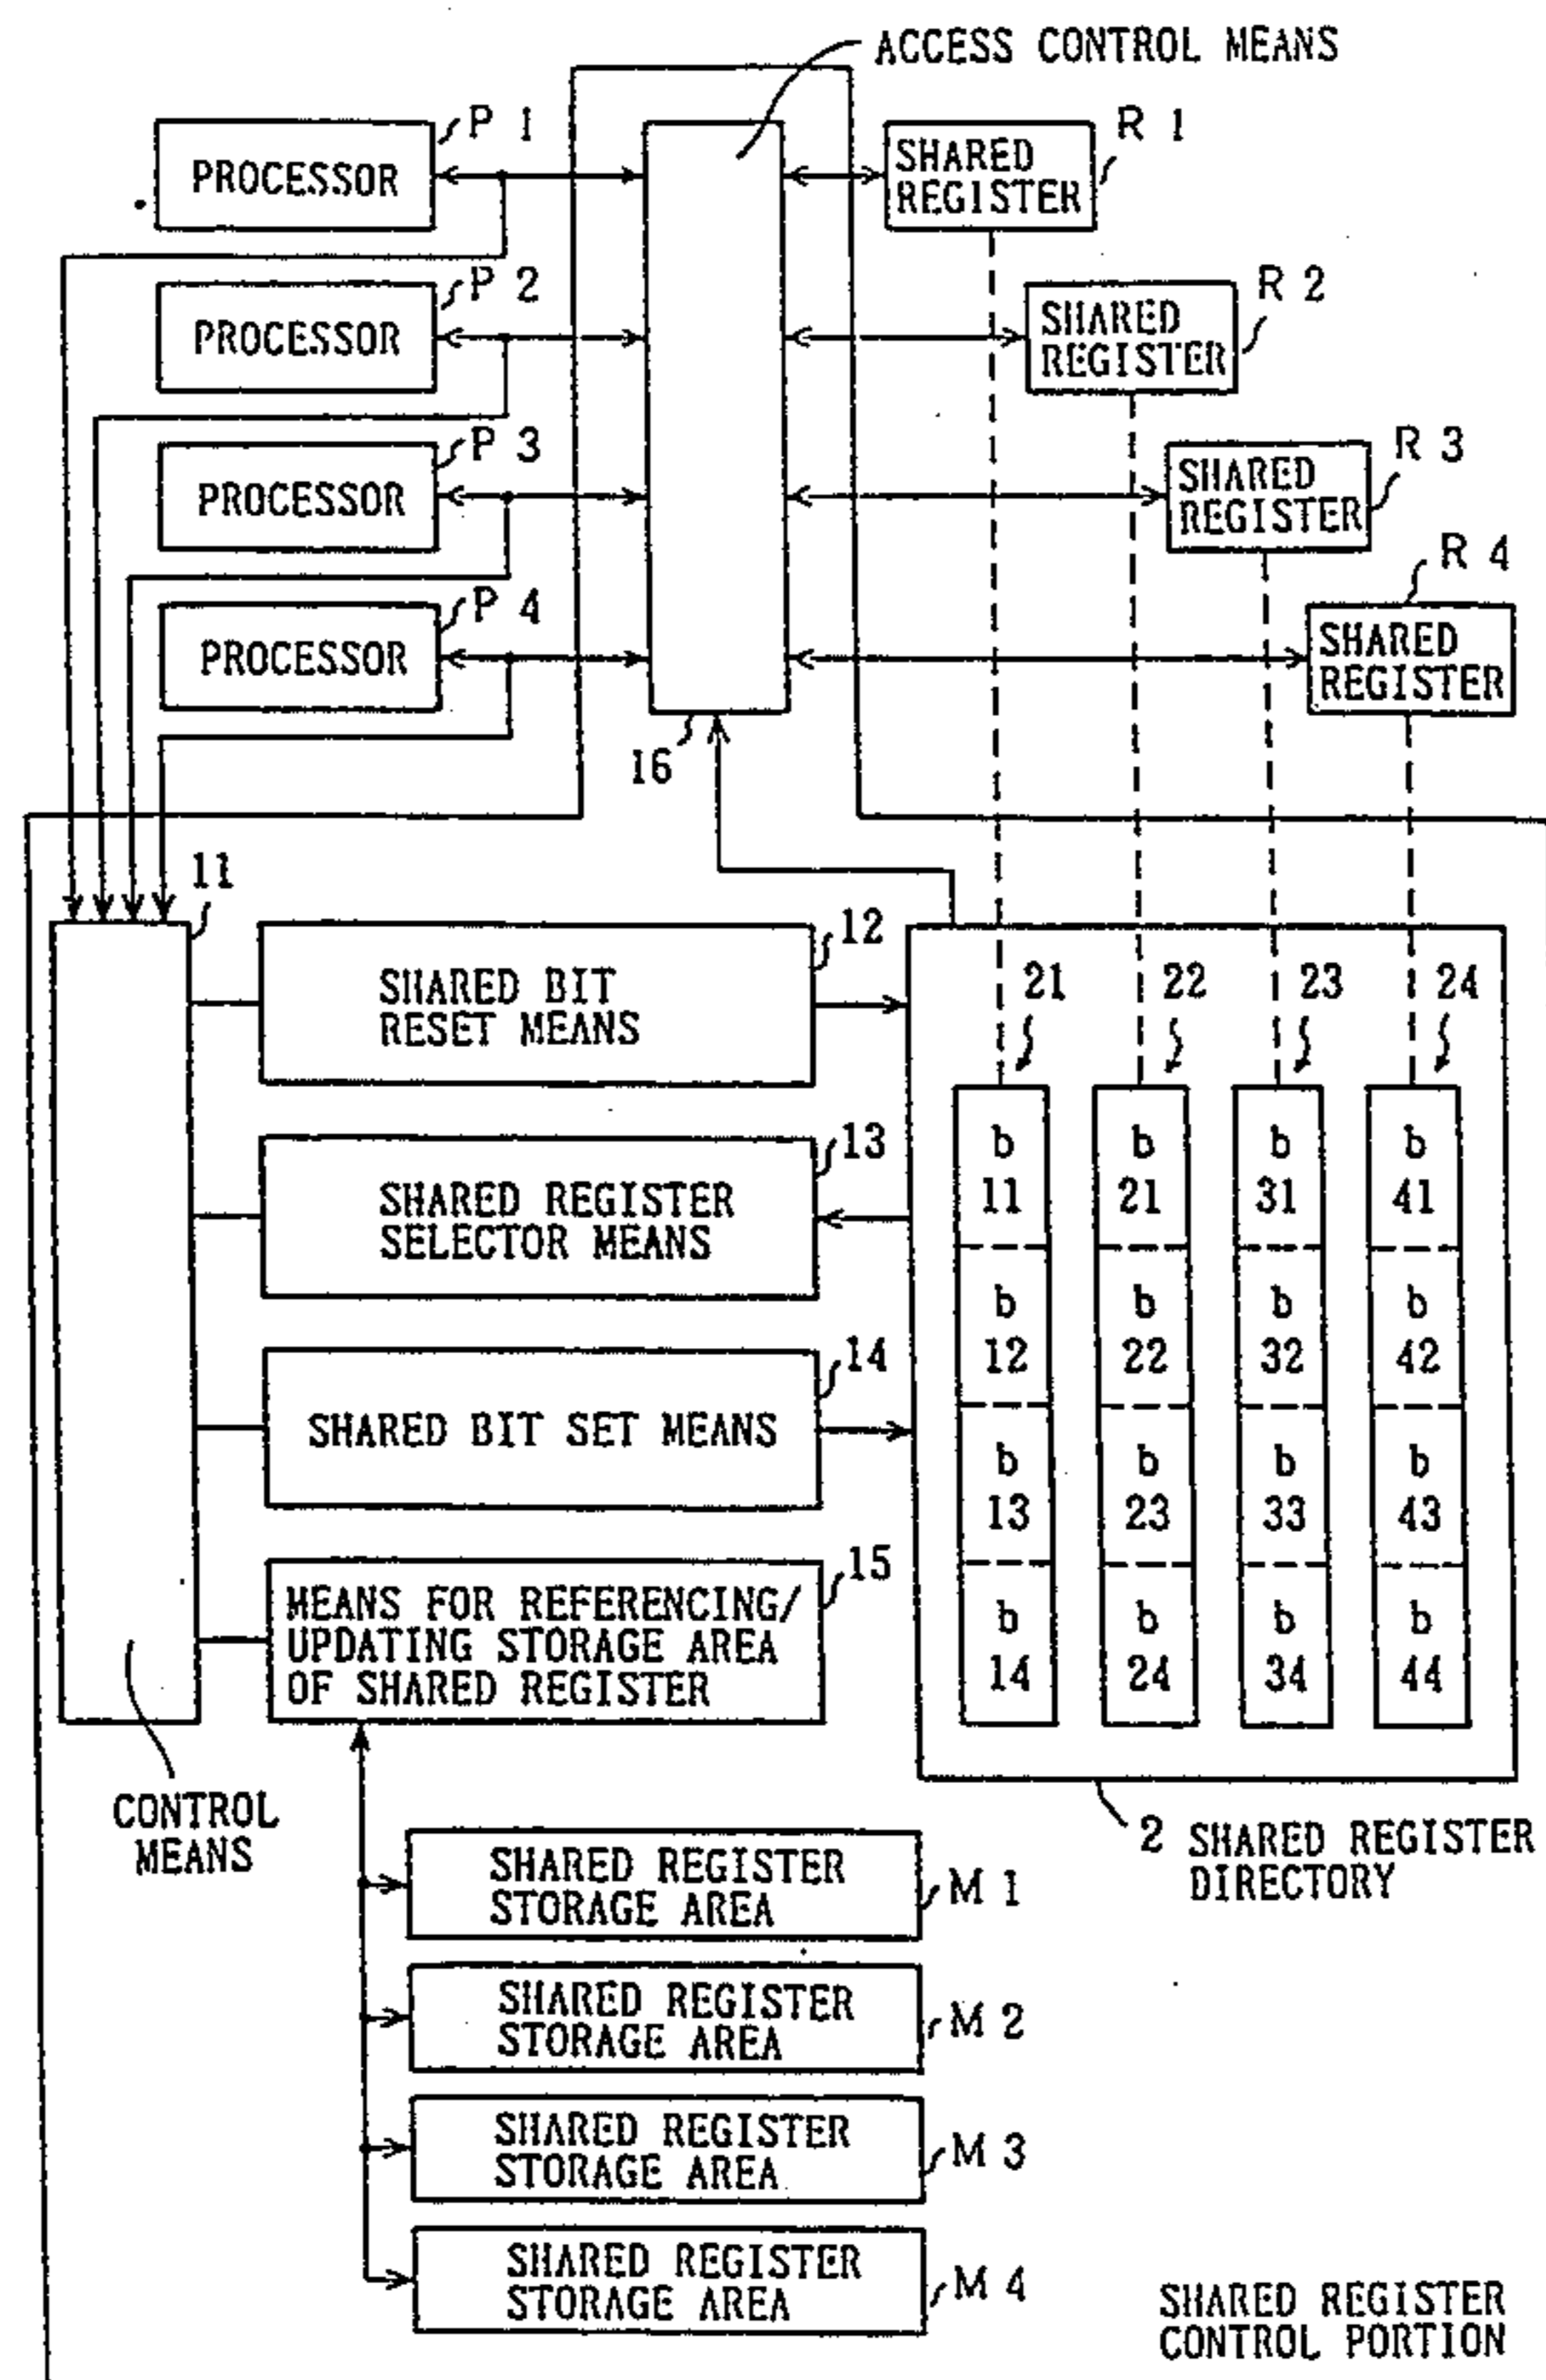 ACCESS CONTROL MEANS
P 1
PROCESSOR
R 1
SHARED
REGISTER
P 2
PROCESSOR
R 2
SHARED
REGISTER
P 3
PROCESSOR
R 3
SHARED
REGISTER
P 4
PROCESSOR
R 4
SHARED
REGISTER
16
11
12
SHARED BIT
RESET MEANS
13
SHARED REGISTER
SELECTOR MEANS
14
SHARED BIT SET MEANS
15
MEANS FOR REFERENCING/
UPDATING STORAGE AREA
OF SHARED REGISTER
21 22 23 24
b b b b
11 21 31 41
b b b b
12 22 32 42
b b b b
13 23 33 43
b b b b
14 24 34 44
CONTROL
MEANS
2 SHARED REGISTER
DIRECTORY
SHARED REGISTER
STORAGE AREA
M 1
SHARED REGISTER
STORAGE AREA
M 2
SHARED REGISTER
STORAGE AREA
M 3
SHARED REGISTER
STORAGE AREA
M 4
SHARED REGISTER
CONTROL PORTION